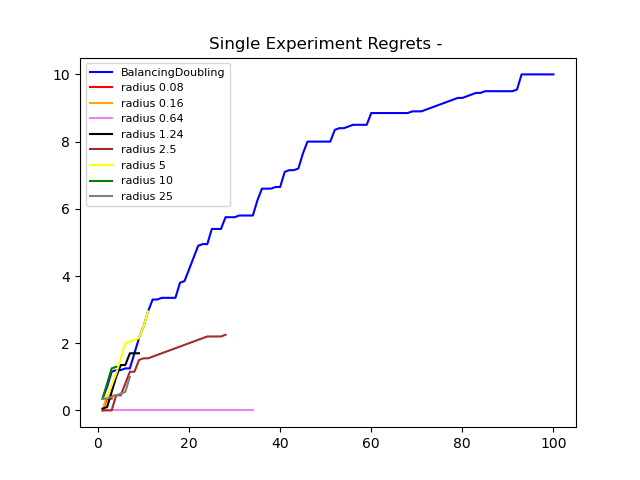 Single Experiment Regrets -
BalancingDoubling
radius 0.08
radius 0.16
radius 0.64
radius 1.24
radius 2.5
radius 5
radius 10
radius 25
10
8
6
4
2
0
0 20 40 60 80 100